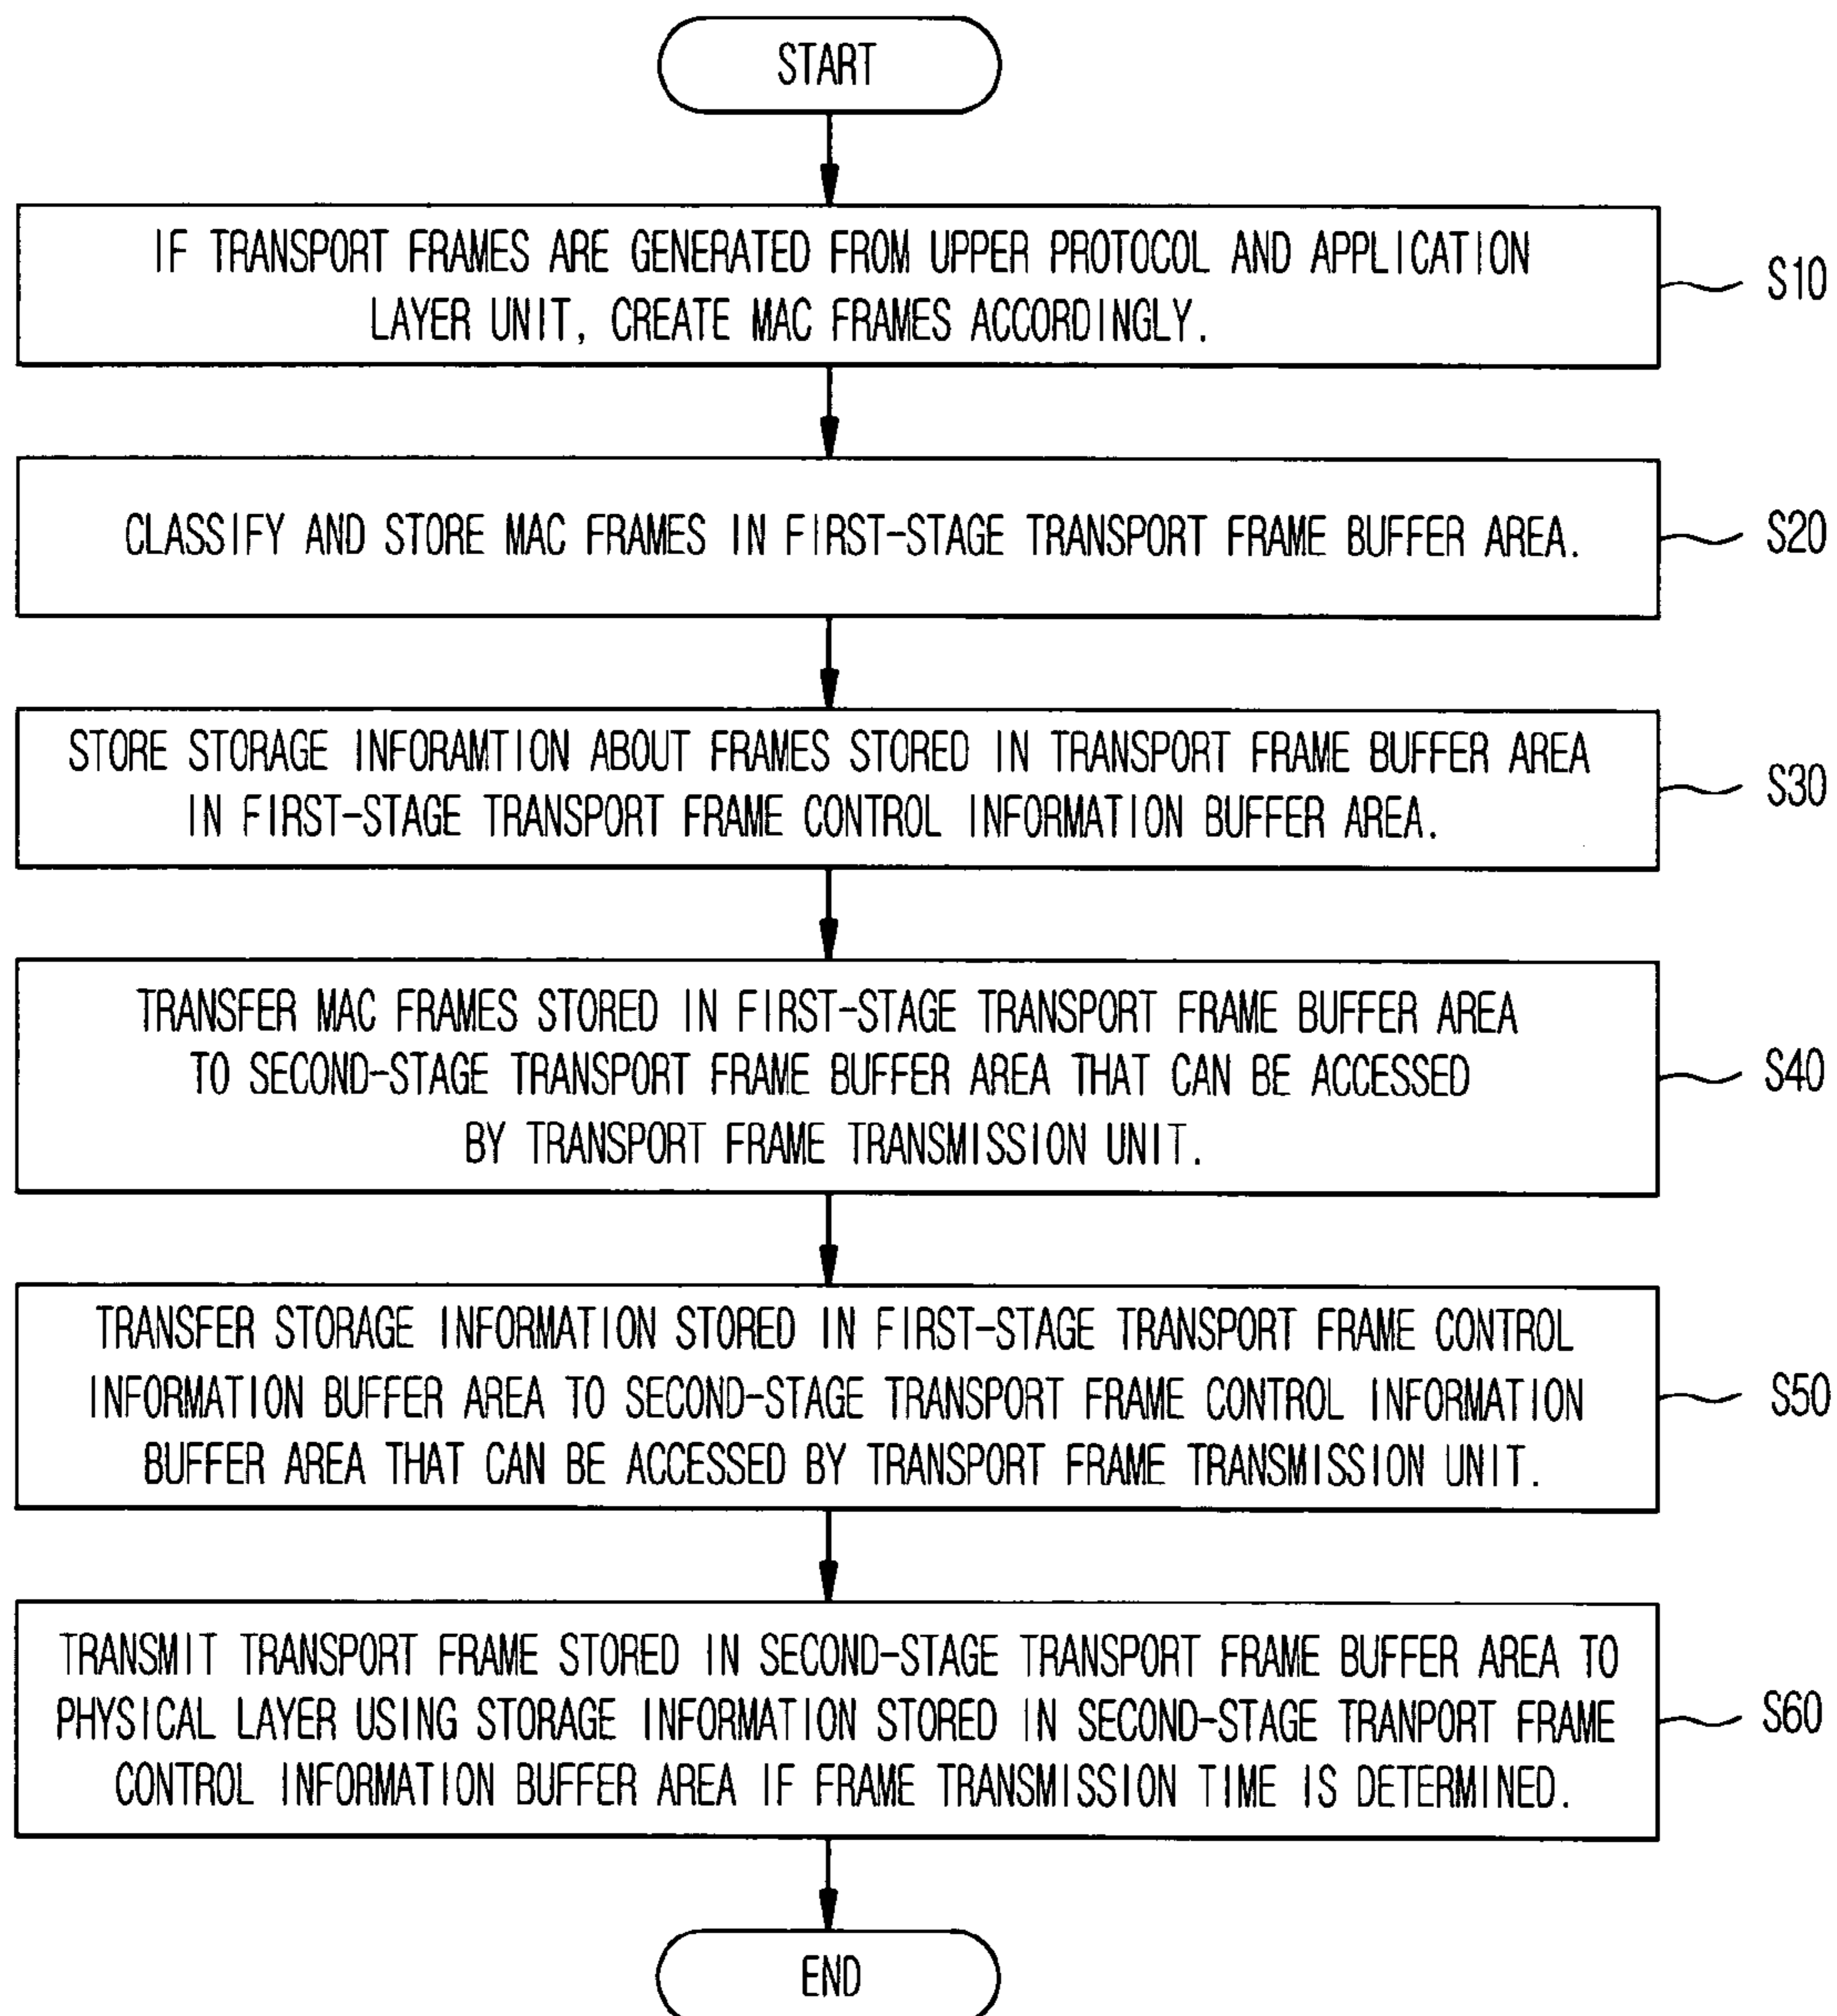 START
IF TRANSPORT FRAMES ARE GENERATED FROM UPPER PROTOCOL AND APPLICATION
LAYER UNIT, CREATE MAC FRAMES ACCORDINGLY.
S10
CLASSIFY AND STORE MAC FRAMES IN FIRST-STAGE TRANSPORT FRAME BUFFER AREA.
S20
STORE STORAGE INFORAMTION ABOUT FRAMES STORED IN TRANSPORT FRAME BUFFER AREA
IN FIRST-STAGE TRANSPORT FRAME CONTROL INFORMATION BUFFER AREA.
S30
TRANSFER MAC FRAMES STORED IN FIRST-STAGE TRANSPORT FRAME BUFFER AREA
TO SECOND-STAGE TRANSPORT FRAME BUFFER AREA THAT CAN BE ACCESSED
BY TRANSPORT FRAME TRANSMISSION UNIT.
S40
TRANSFER STORAGE INFORMATION STORED IN FIRST-STAGE TRANSPORT FRAME CONTROL
INFORMATION BUFFER AREA TO SECOND-STAGE TRANSPORT FRAME CONTROL INFORMATION
BUFFER AREA THAT CAN BE ACCESSED BY TRANSPORT FRAME TRANSMISSION UNIT.
S50
TRANSMIT TRANSPORT FRAME STORED IN SECOND-STAGE TRANSPORT FRAME BUFFER AREA TO
PHYSICAL LAYER USING STORAGE INFORMATION STORED IN SECOND-STAGE TRANPORT FRAME
CONTROL INFORMATION BUFFER AREA IF FRAME TRANSMISSION TIME IS DETERMINED.
S60
END